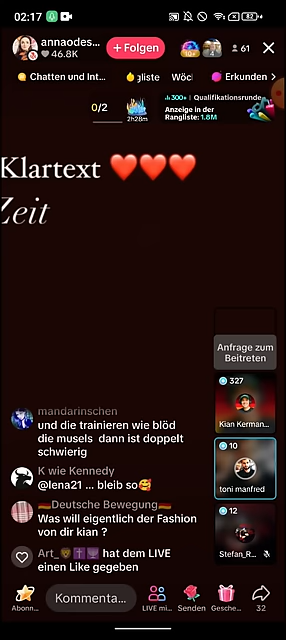 02:17
82
annaodes...
46.8K
+ Folgen
10+
4
61
Chatten und Int...
gliste
Wöc
Erkunden
0/2
2h28m
300+ | Qualifikationsrunde
Anzeige in der
Rangliste: 1.8M
Klartext ❤️❤️❤️
Zeit
Anfrage zum
Beitreten
327
Kian Kerman...
10
toni manfred
12
Stefan_R...
mandarinschen
und die trainieren wie blöd
die musels dann ist doppelt
schwierig
K wie Kennedy
@lena21 ... bleib so🥰
🇩🇪Deutsche Bewegung🇩🇪
Was will eigentlich der Fashion
von dir kian ?
Art_🦁✝️🕎 hat dem LIVE
einen Like gegeben
Abonn...
Kommenta...
LIVE mi...
Senden
Gesche...
32